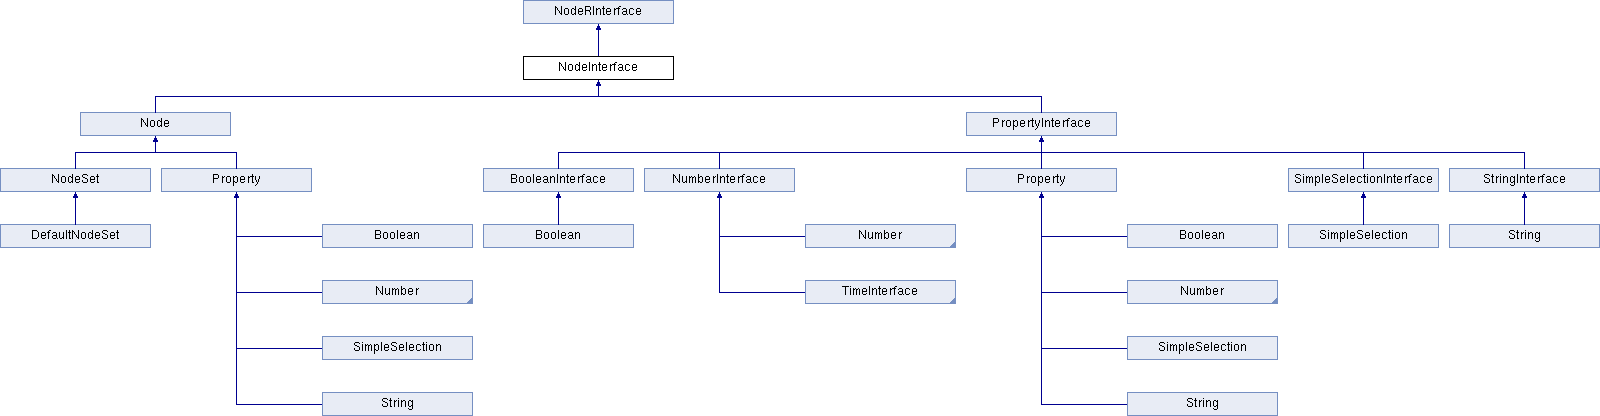 NodeRInterface
NodeInterface
Node
PropertyInterface
NodeSet
Property
BooleanInterface
NumberInterface
Property
SimpleSelectionInterface
StringInterface
DefaultNodeSet
Boolean
Boolean
Number
Boolean
SimpleSelection
String
Number
TimeInterface
Number
SimpleSelection
SimpleSelection
String
String